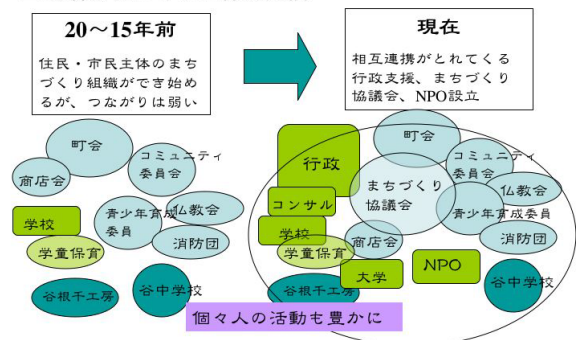 20～15年前
住民・市民主体のまち
づくり組織ができ始め
るが、つながりは弱い
現在
相互連携がとれてくる
行政支援、まちづくり
協議会、NPO設立
町会
コミュニティ
委員会
商店会
仏教会
学校
青少年育成
委員
消防団
学童保育
谷根千工房
谷中学校
町会
行政
コミュニティ
委員会
まちづくり
協議会
仏教会
コンサル
青少年育成委員
学校
商店会
消防団
学童保育
大学
NPO
谷根千工房
谷中学校
個々人の活動も豊かに